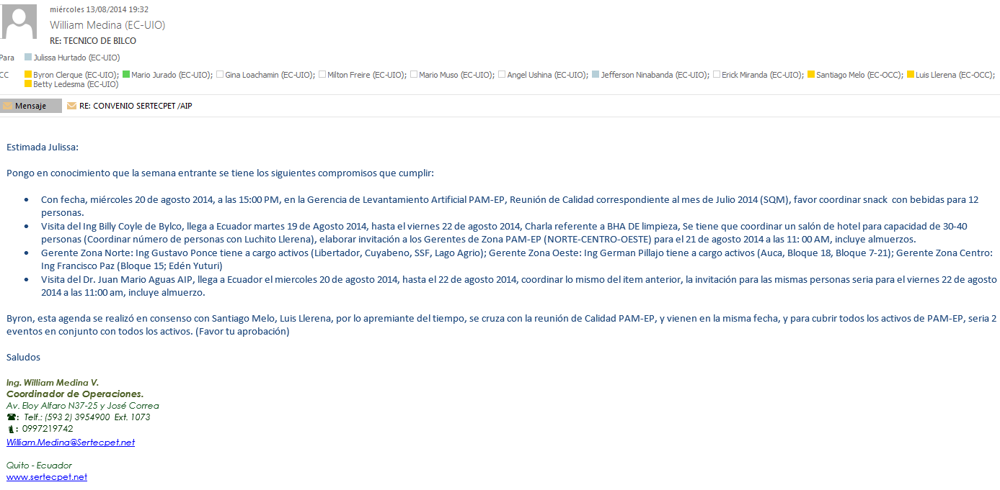 miércoles 13/08/2014 19:32
William Medina (EC-UIO)
RE: TECNICO DE BILCO
Para Julissa Hurtado (EC-UIO)
CC Byron Clerque (EC-UIO); Mario Jurado (EC-UIO); Gina Loachamin (EC-UIO); Milton Freire (EC-UIO); Mario Muso (EC-UIO); Angel Ushina (EC-UIO); Jefferson Ninabanda (EC-UIO); Erick Miranda (EC-UIO); Santiago Melo (EC-OCC); Luis Llerena (EC-OCC);
Betty Ledesma (EC-UIO)
Mensaje RE: CONVENIO SERTECPET /AIP
Estimada Julissa:
Pongo en conocimiento que la semana entrante se tiene los siguientes compromisos que cumplir:
• Con fecha, miércoles 20 de agosto 2014, a las 15:00 PM, en la Gerencia de Levantamiento Artificial PAM-EP, Reunión de Calidad correspondiente al mes de Julio 2014 (SQM), favor coordinar snack con bebidas para 12
personas.
• Visita del Ing Billy Coyle de Bylco, llega a Ecuador martes 19 de Agosto 2014, hasta el viernes 22 de agosto 2014, Charla referente a BHA DE limpieza, Se tiene que coordinar un salón de hotel para capacidad de 30-40
personas (Coordinar número de personas con Luchito Llerena), elaborar invitación a los Gerentes de Zona PAM-EP (NORTE-CENTRO-OESTE) para el 21 de agosto 2014 a las 11: 00 AM, incluye almuerzos.
• Gerente Zona Norte: Ing Gustavo Ponce tiene a cargo activos (Libertador, Cuyabeno, SSF, Lago Agrio); Gerente Zona Oeste: Ing German Pillajo tiene a cargo activos (Auca, Bloque 18, Bloque 7-21); Gerente Zona Centro:
Ing Francisco Paz (Bloque 15; Edén Yuturi)
• Visita del Dr. Juan Mario Aguas AIP, llega a Ecuador el miercoles 20 de agosto 2014, hasta el 22 de agosto 2014, coordinar lo mismo del item anterior, la invitación para las mismas personas seria para el viernes 22 de agosto
2014 a las 11:00 am, incluye almuerzo.
Byron, esta agenda se realizó en consenso con Santiago Melo, Luis Llerena, por lo apremiante del tiempo, se cruza con la reunión de Calidad PAM-EP, y vienen en la misma fecha, y para cubrir todos los activos de PAM-EP, seria 2
eventos en conjunto con todos los activos. (Favor tu aprobación)
Saludos
Ing. William Medina V.
Coordinador de Operaciones.
Av. Eloy Alfaro N37-25 y José Correa
☎: Telf.: (593 2) 3954900 Ext. 1073
: 0997219742
William.Medina@Sertecpet.net
Quito - Ecuador
www.sertecpet.net